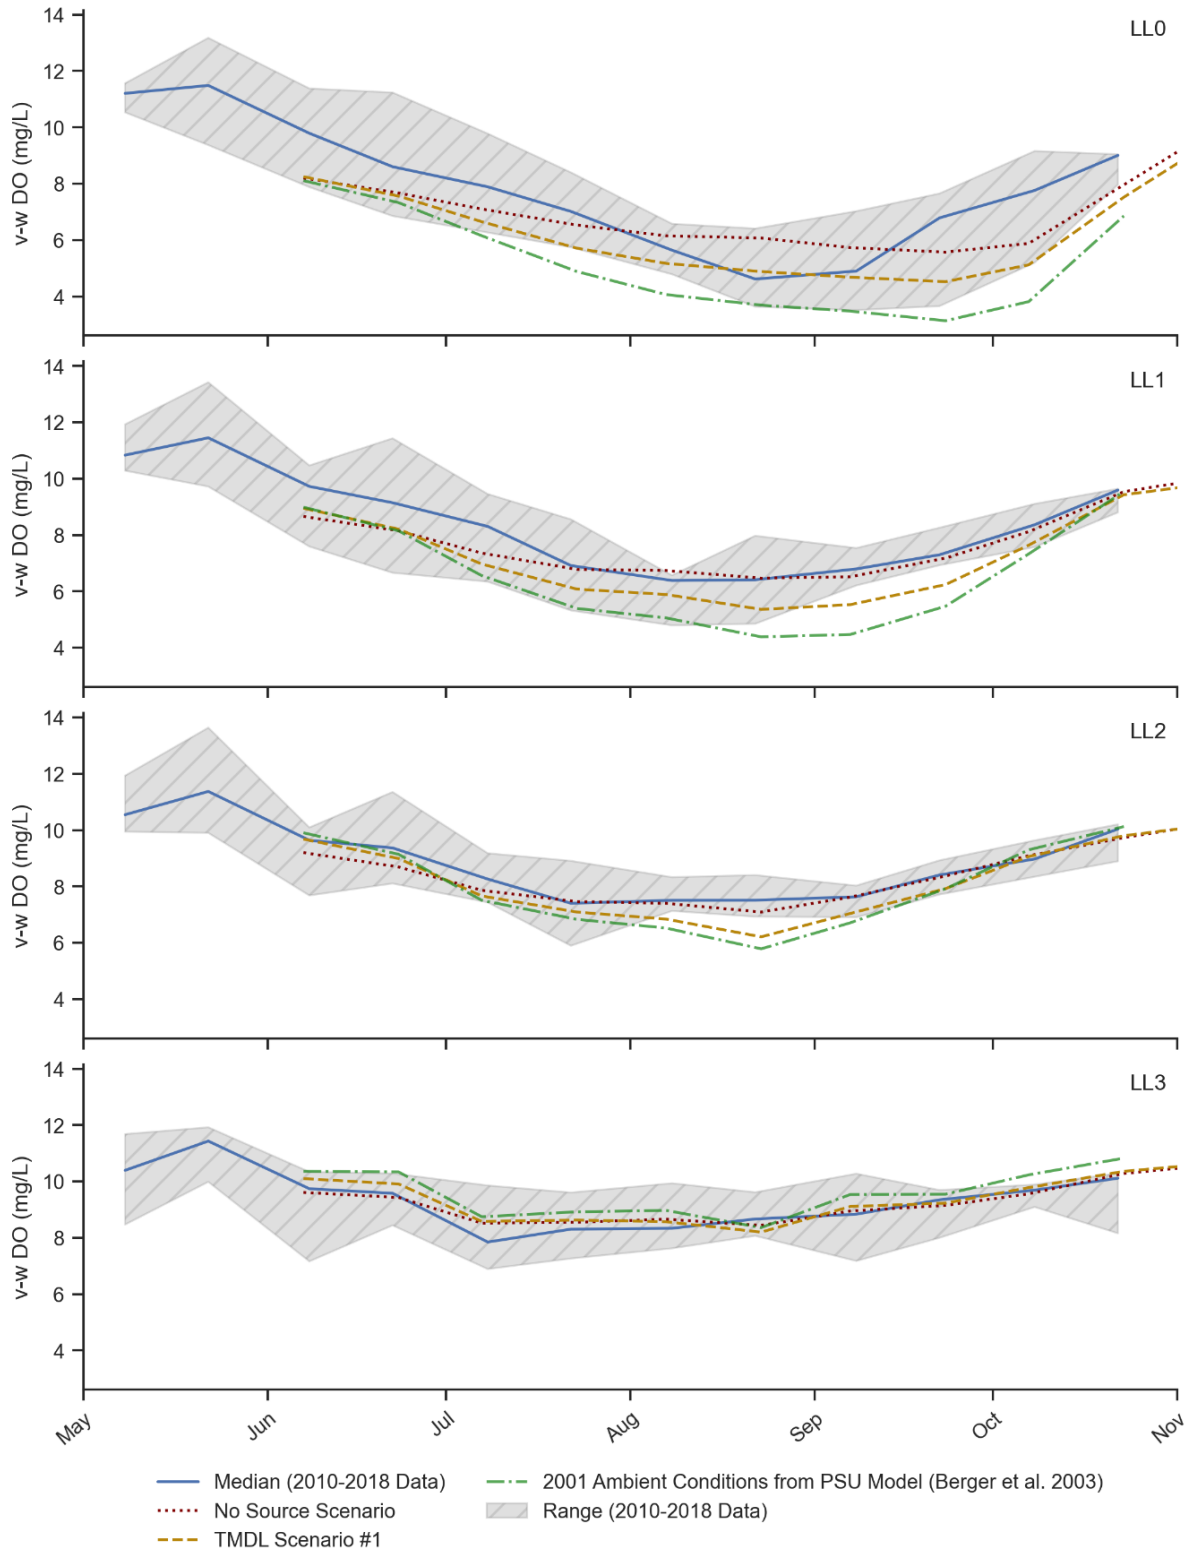 14
12
10
8
6
4
v-w DO (mg/L)
LL0
14
12
10
8
6
4
v-w DO (mg/L)
LL1
14
12
10
8
6
4
v-w DO (mg/L)
LL2
14
12
10
8
6
4
v-w DO (mg/L)
LL3
May
Jun
Jul
Aug
Sep
Oct
Nov
Median (2010-2018 Data)
No Source Scenario
TMDL Scenario #1
2001 Ambient Conditions from PSU Model (Berger et al. 2003)
Range (2010-2018 Data)